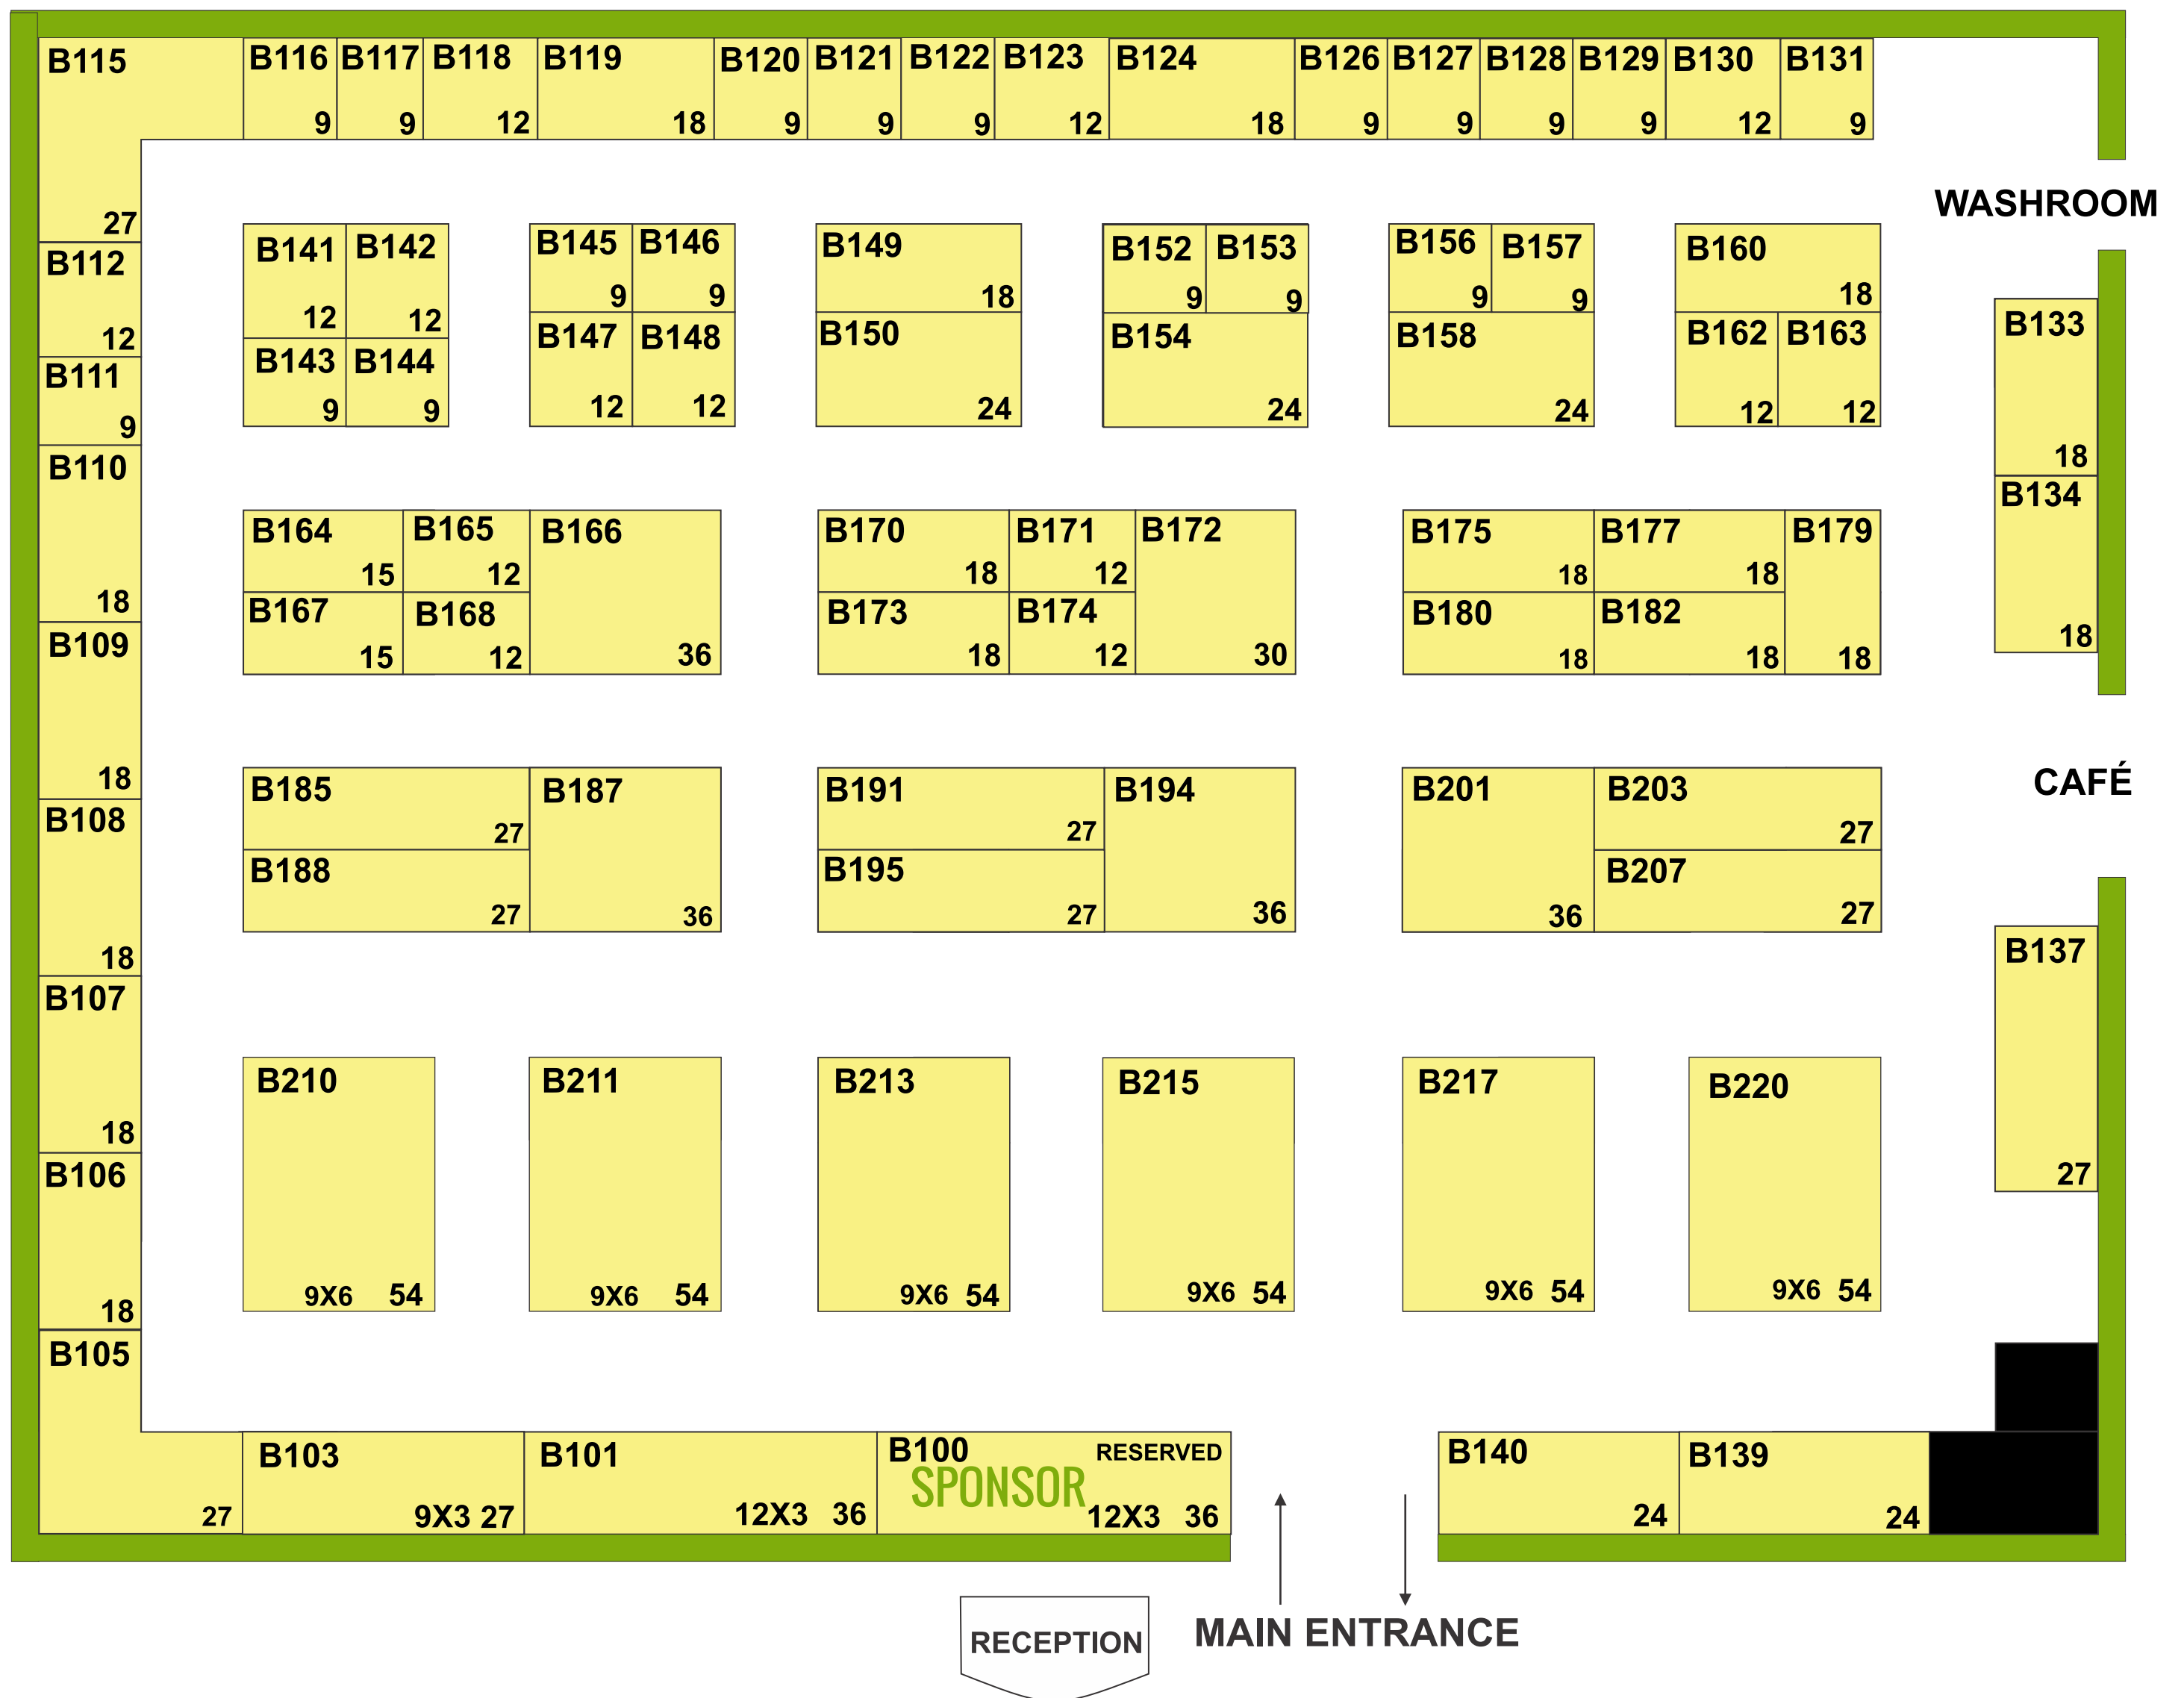 B115
27
B116
9
B117
9
B118
12
B119
18
B120
9
B121
9
B122
9
B123
12
B124
18
B126
9
B127
9
B128
9
B129
9
B130
12
B131
9
WASHROOM
B112
12
B111
9
B110
18
B109
18
B108
18
B107
18
B106
18
B105
27
B141
12
B142
12
B143
9
B144
9
B145
9
B146
9
B147
12
B148
12
B149
18
B150
24
B152
9
B153
9
B154
24
B156
9
B157
9
B158
24
B160
18
B162
12
B163
12
B133
18
B134
18
B164
15
B165
12
B166
36
B167
15
B168
12
B170
18
B171
12
B172
30
B173
18
B174
12
B175
18
B177
18
B179
18
B180
18
B182
18
CAFÉ
B185
27
B187
36
B188
27
B191
27
B194
36
B195
27
B201
36
B203
27
B207
27
B137
27
B210
9X6 54
B211
9X6 54
B213
9X6 54
B215
9X6 54
B217
9X6 54
B220
9X6 54
B103
9X3 27
B101
12X3 36
B100 RESERVED
SPONSOR
12X3 36
B140
24
B139
24
RECEPTION
MAIN ENTRANCE